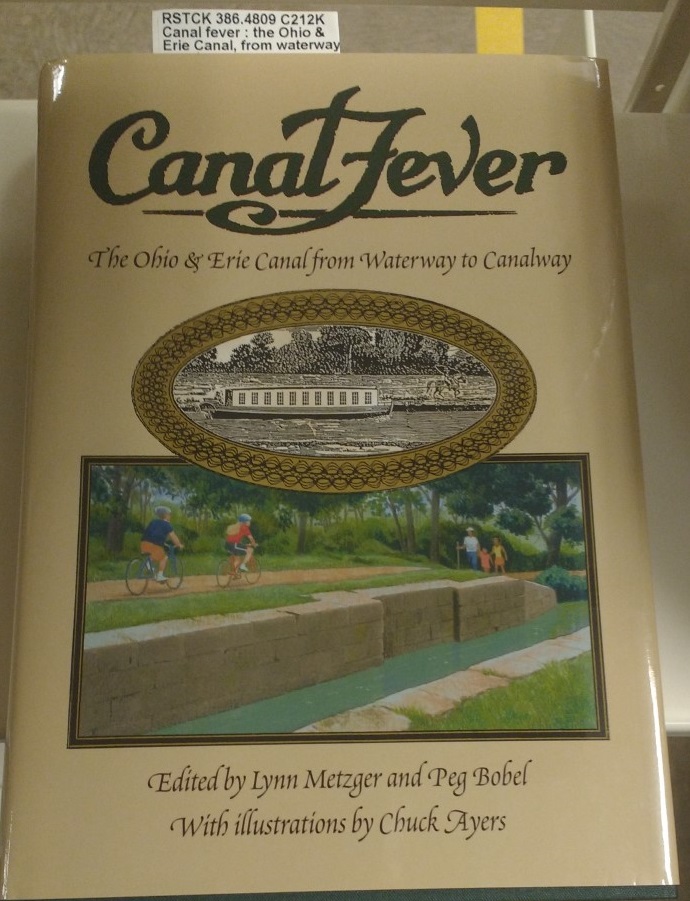 RSTCK 386.4809 C212K
Canal fever : the Ohio &
Erie Canal, from waterway
Canal Fever
The Ohio & Erie Canal from Waterway to Canalway
Edited by Lynn Metzger and Peg Bobel
With illustrations by Chuck Ayers